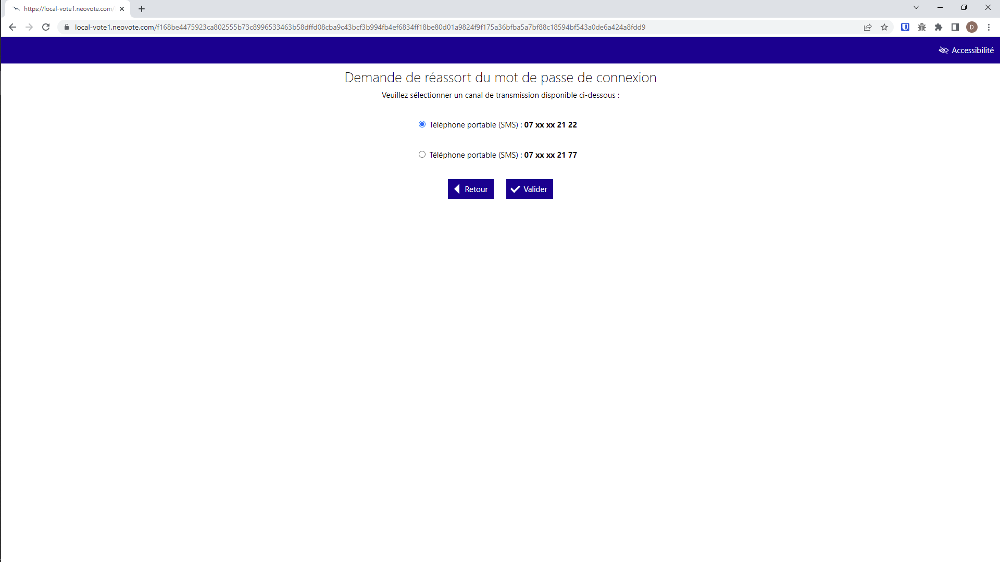 https://local-vote1.neovote.com/
local-vote1.neovote.com/f168be4475923ca802555b73c8996533463b58dffd08cba9c43bcf3b994fb4ef6834ff18be80d01a9824f9f175a36bfba5a7bf88c18594bf543a0de6a424a8fdd9
D
Accessibilité
Demande de réassort du mot de passe de connexion
Veuillez sélectionner un canal de transmission disponible ci-dessous :
Téléphone portable (SMS) : 07 xx xx 21 22
Téléphone portable (SMS) : 07 xx xx 21 77
Retour
Valider